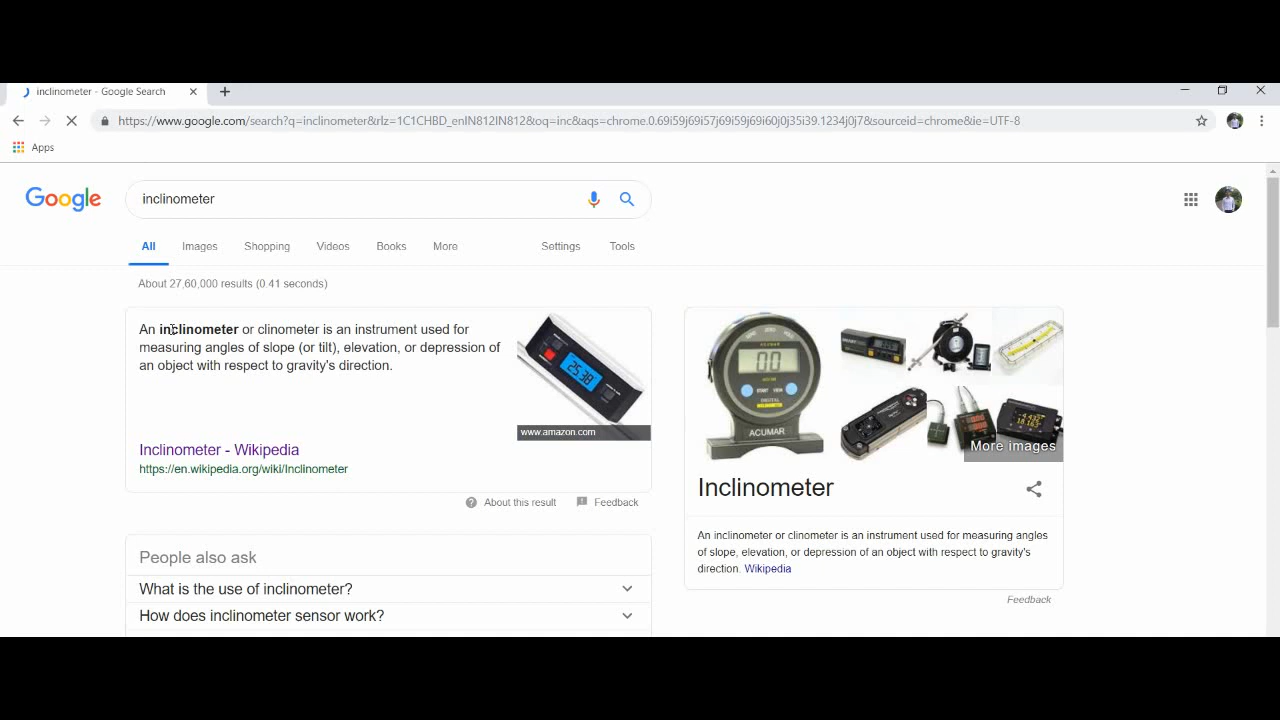 inclinometer - Google Search
https://www.google.com/search?q=inclinometer&rlz=1C1CHBD_enIN812IN812&oq=inc&aqs=chrome.0.69i59j69i57j69i59j69i60j0j35i39.1234j0j7&sourceid=chrome&ie=UTF-8
Apps
Google
inclinometer
All Images Shopping Videos Books More Settings Tools
About 27,60,000 results (0.41 seconds)
An inclinometer or clinometer is an instrument used for
measuring angles of slope (or tilt), elevation, or depression of
an object with respect to gravity's direction.
www.amazon.com
Inclinometer - Wikipedia
https://en.wikipedia.org/wiki/Inclinometer
About this result Feedback
People also ask
What is the use of inclinometer?
How does inclinometer sensor work?
00
ACUMAR
More images
Inclinometer
An inclinometer or clinometer is an instrument used for measuring angles
of slope, elevation, or depression of an object with respect to gravity's
direction. Wikipedia
Feedback